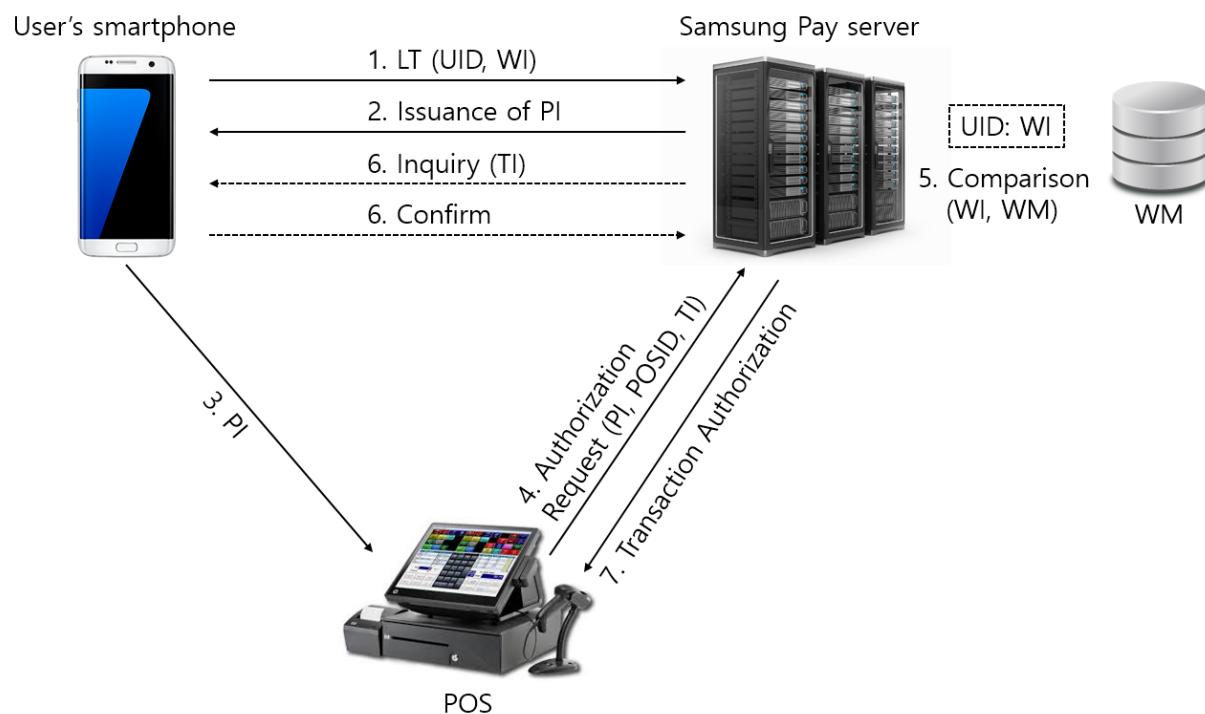 User's smartphone
Samsung Pay server
1. LT (UID, WI)
2. Issuance of PI
6. Inquiry (TI)
6. Confirm
UID: WI
5. Comparison
(WI, WM)
WM
3. PI
4. Authorization
Request (PI, POSID, TI)
7. Transaction Authorization
POS